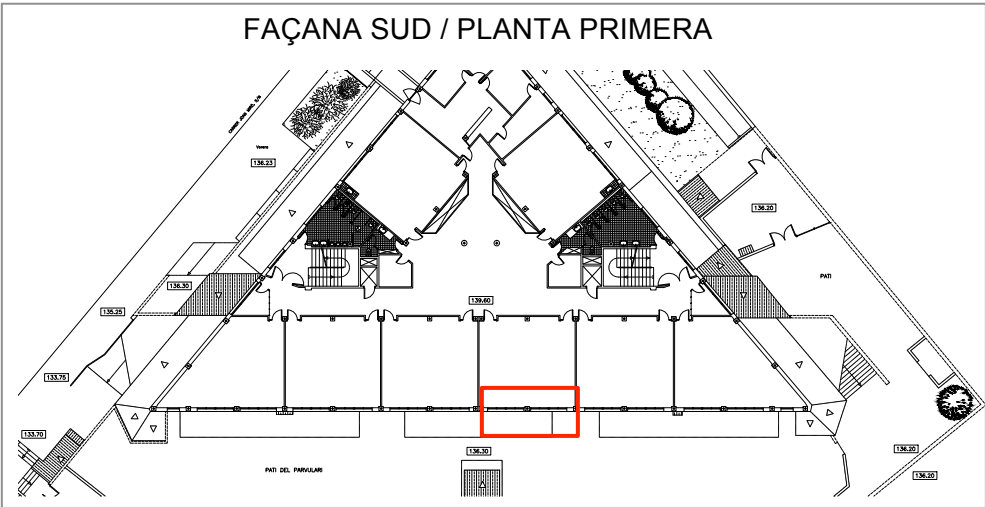 FAÇANA SUD / PLANTA PRIMERA
Vorera
136.23
136.20
PATI
136.30
135.25
139.60
133.75
133.70
136.30
136.20
136.20
PATI DEL PARVULARI